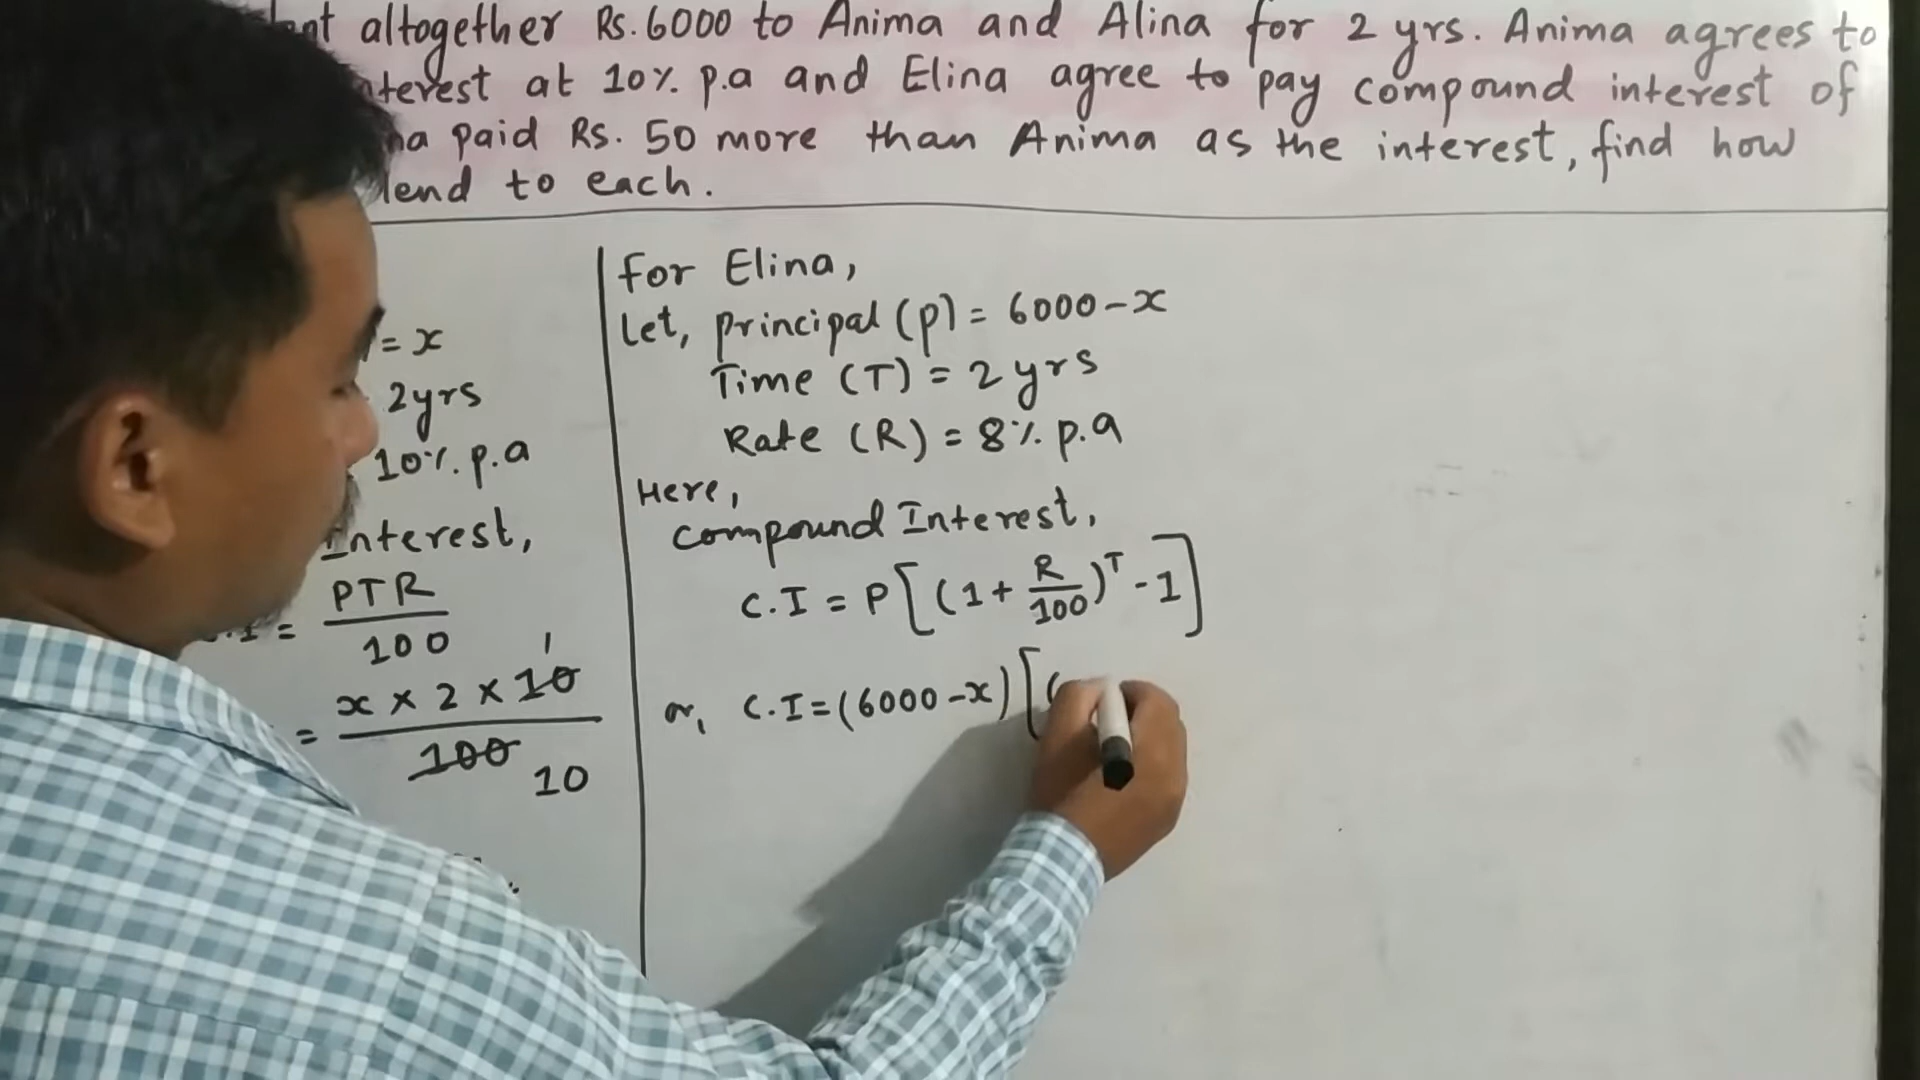 altogether Rs. 6000 to Anima and Alina for 2 yrs. Anima agrees to
at 10% p.a and Elina agree to pay compound interest of
paid Rs. 50 more than Anima as the interest, find how
lend to each.
= x
2yrs
10% p.a
Interest,
= PTR / 100
= x × 2 × 10 / 100
1
10
For Elina,
Let, principal (P) = 6000 - x
Time (T) = 2 yrs
Rate (R) = 8% p.a
Here,
compound Interest,
C.I = P[(1 + R/100)^T - 1]
or, C.I = (6000 - x)[(